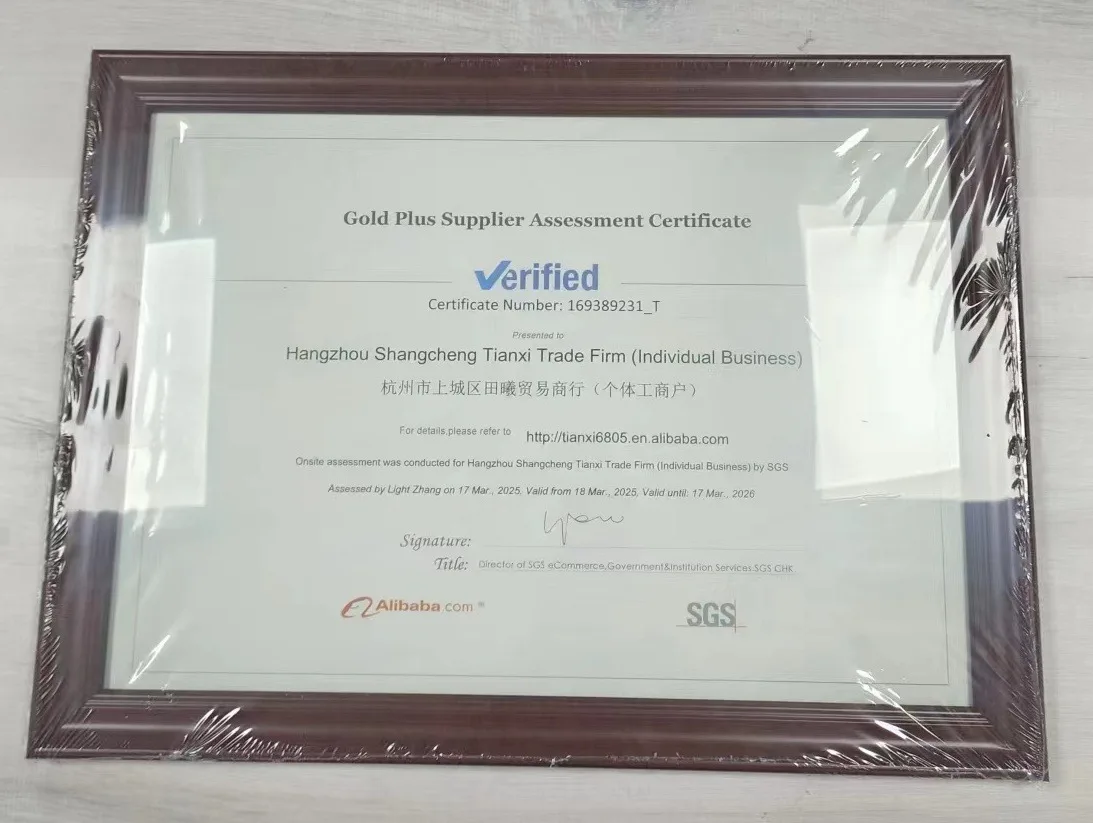 Gold Plus Supplier Assessment Certificate
Verified
Certificate Number: 169389231_T
Presented to
Hangzhou Shangcheng Tianxi Trade Firm (Individual Business)
杭州市上城区田曦贸易商行（个体工商户）
For details,please refer to http://tianxi6805.en.alibaba.com
Onsite assessment was conducted for Hangzhou Shangcheng Tianxi Trade Firm (Individual Business) by SGS
Assessed by Light Zhang on 17 Mar., 2025, Valid from 18 Mar., 2025, Valid until: 17 Mar., 2026
Signature:
Title: Director of SGS eCommerce,Government&Institution Services.SGS CHK
Alibaba.com ®
SGS